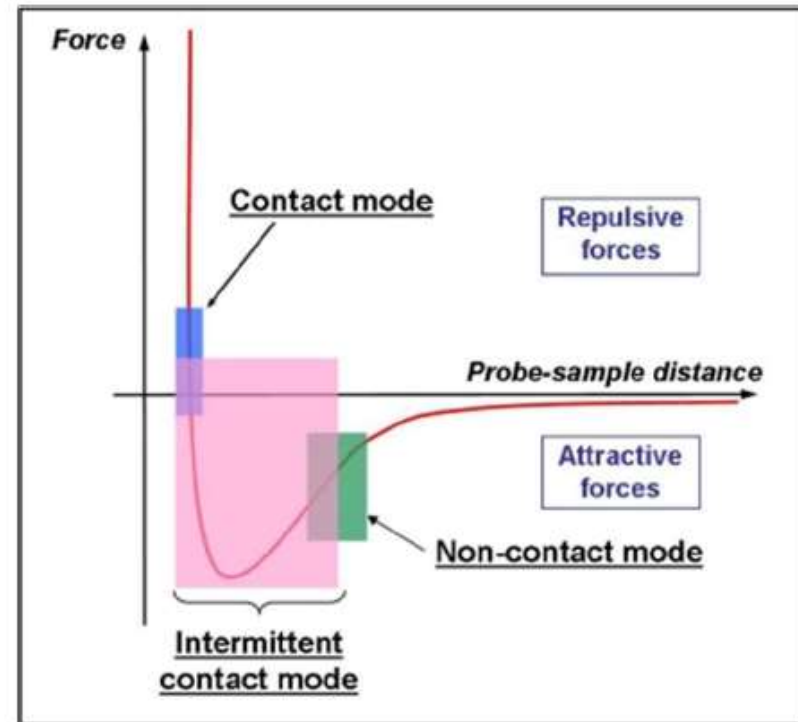 Force
Contact mode
Repulsive
forces
Probe-sample distance
Attractive
forces
Non-contact mode
Intermittent
contact mode